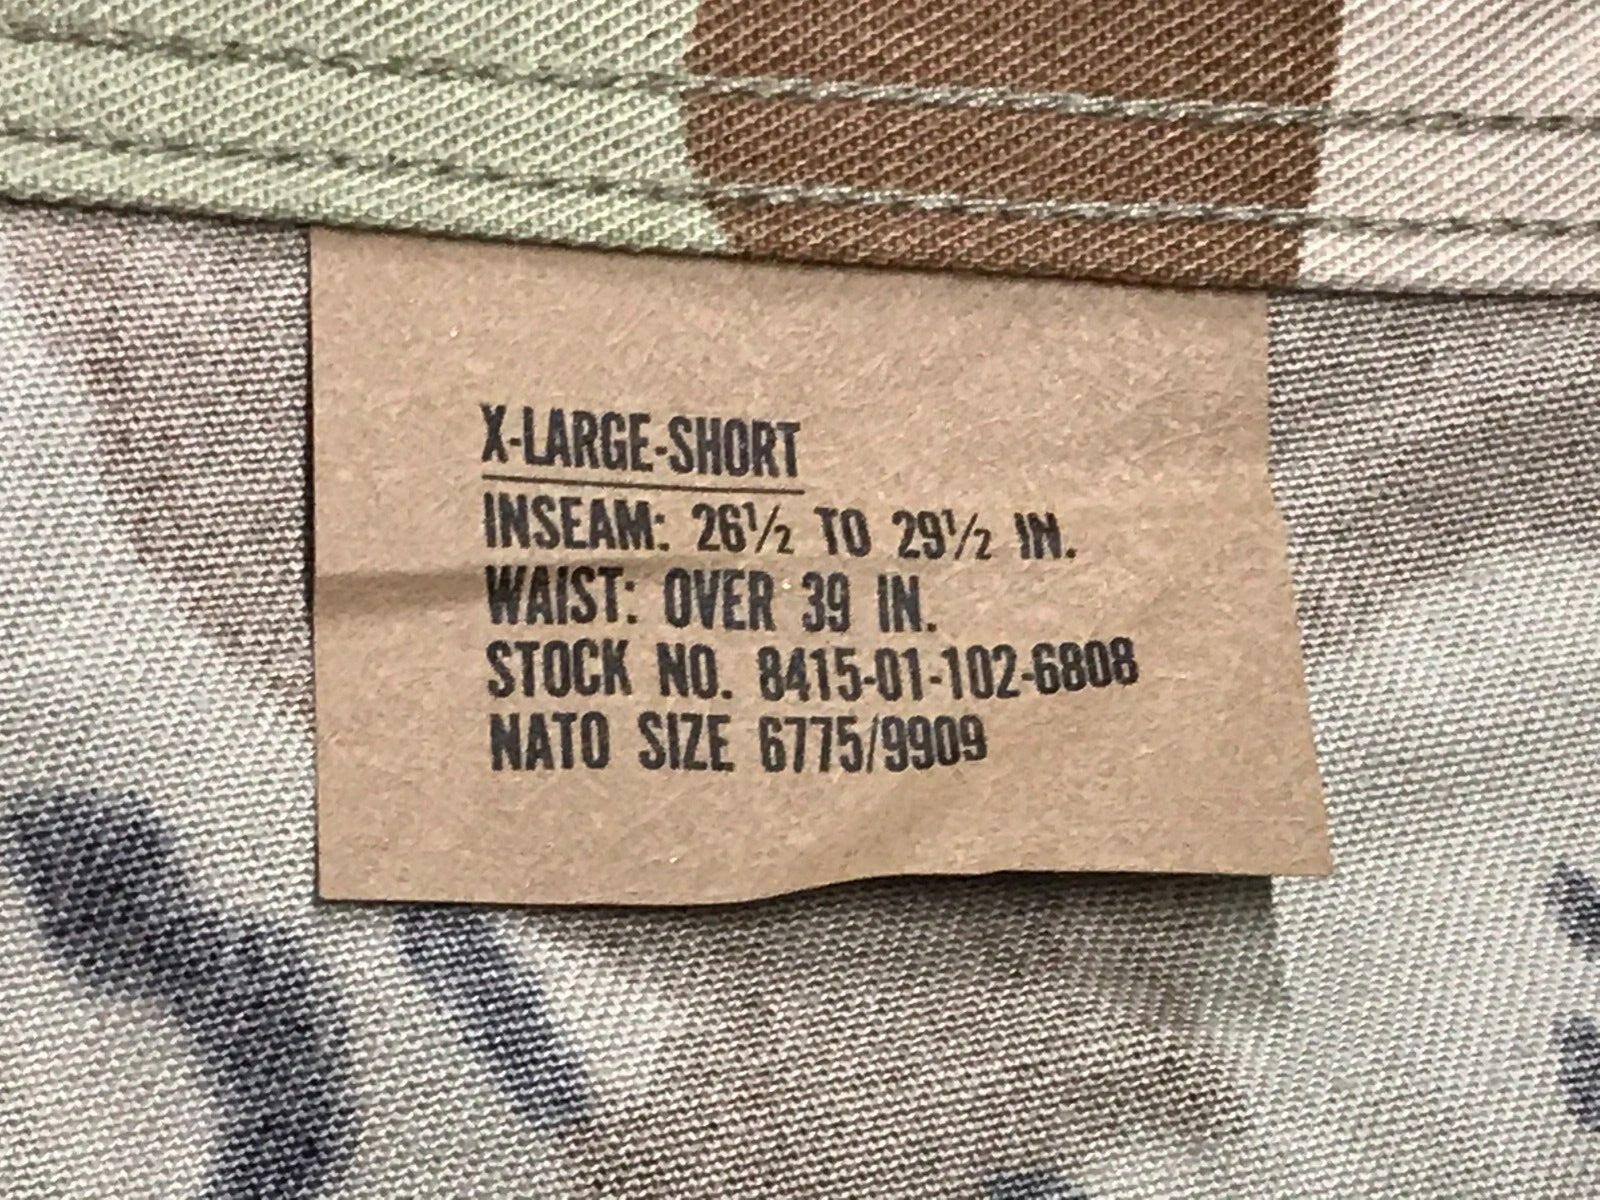 X-LARGE-SHORT
INSEAM: 26½ TO 29½ IN.
WAIST: OVER 39 IN.
STOCK NO. 8415-01-102-6808
NATO SIZE 6775/9909